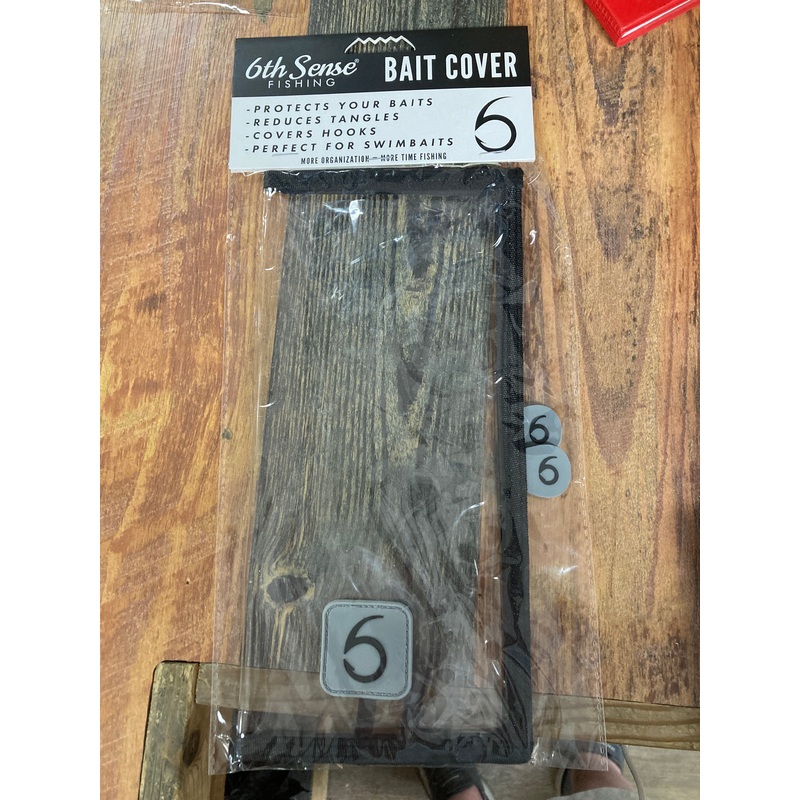 6th Sense®
FISHING
BAIT COVER
-PROTECTS YOUR BAITS
-REDUCES TANGLES
-COVERS HOOKS
-PERFECT FOR SWIMBAITS
6
MORE ORGANIZATION = MORE TIME FISHING
6
6
6